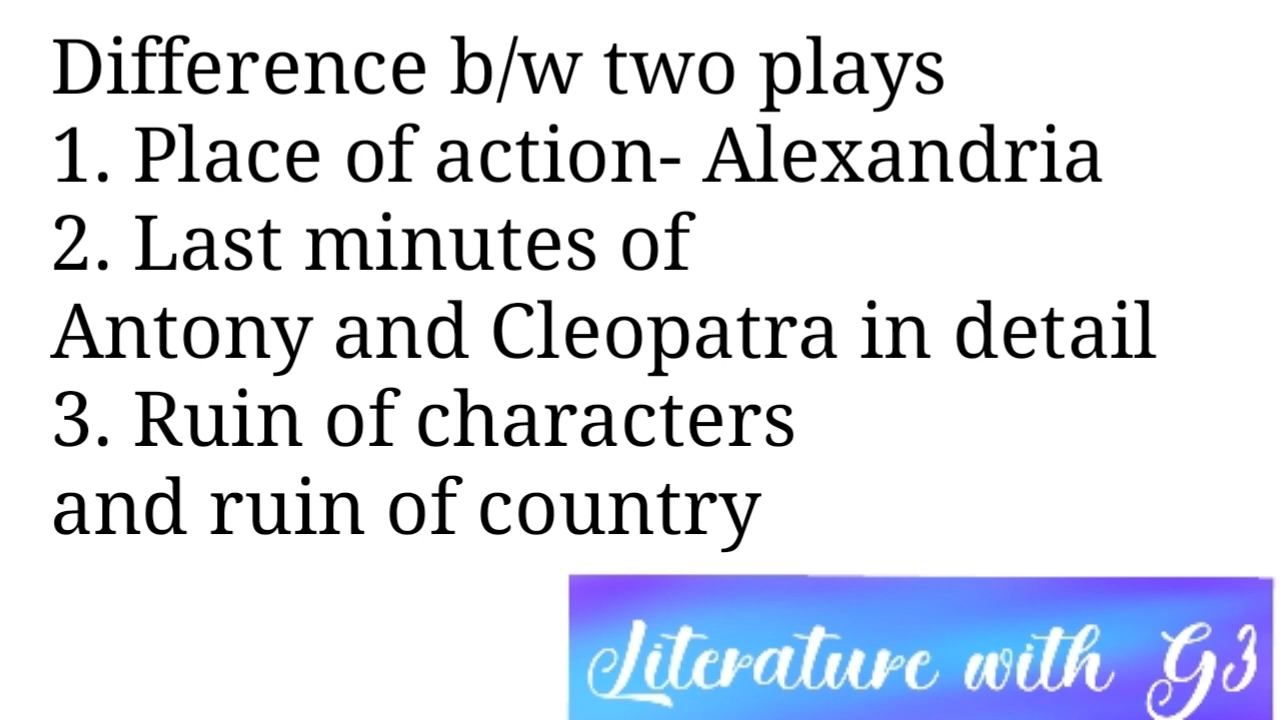 Difference b/w two plays
1. Place of action- Alexandria
2. Last minutes of
Antony and Cleopatra in detail
3. Ruin of characters
and ruin of country
Literature with G3